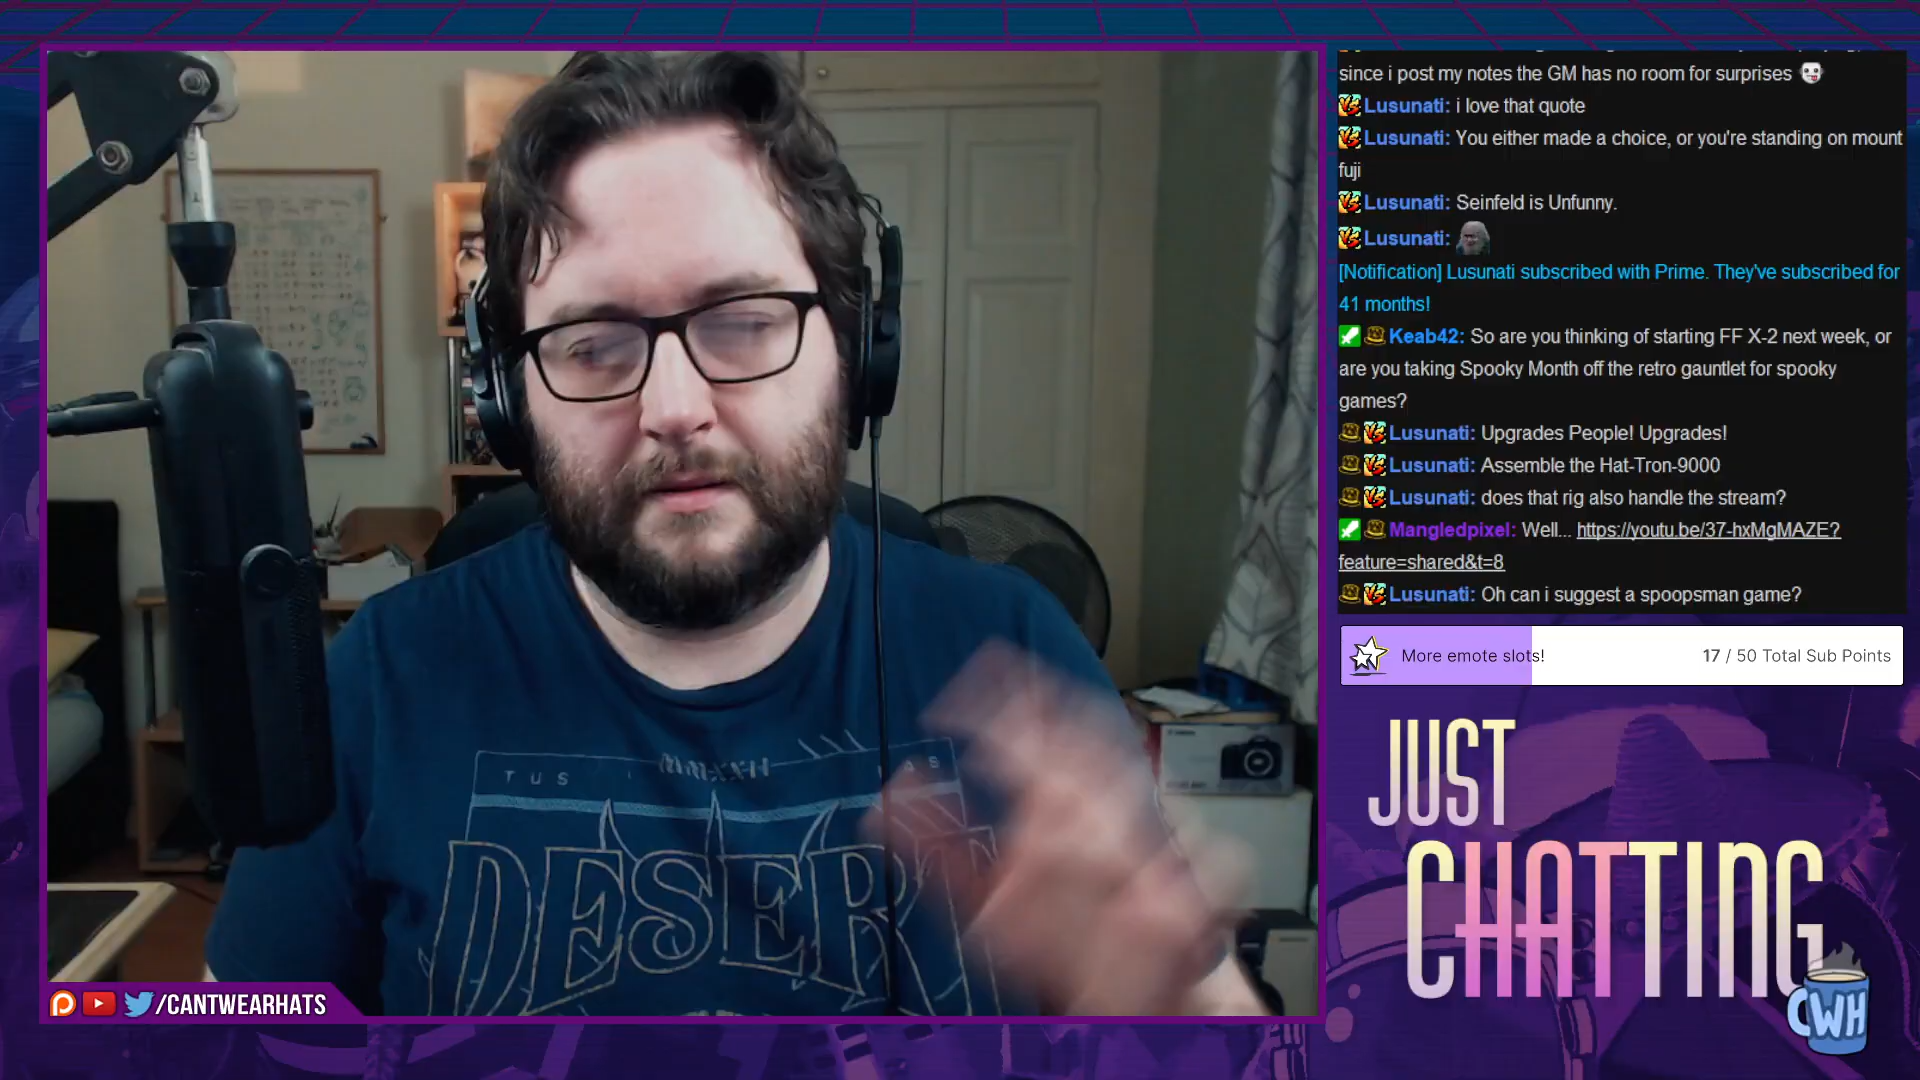 since i post my notes the GM has no room for surprises
Lusunati: i love that quote
Lusunati: You either made a choice, or you're standing on mount
fuji
Lusunati: Seinfeld is Unfunny.
Lusunati:
[Notification] Lusunati subscribed with Prime. They've subscribed for
41 months!
Keab42: So are you thinking of starting FF X-2 next week, or
are you taking Spooky Month off the retro gauntlet for spooky
games?
Lusunati: Upgrades People! Upgrades!
Lusunati: Assemble the Hat-Tron-9000
Lusunati: does that rig also handle the stream?
Mangledpixel: Well... https://youtu.be/37-hxMgMAZE?
feature=shared&t=8
Lusunati: Oh can i suggest a spoopsman game?
More emote slots! 17 / 50 Total Sub Points
JUST
CHATTING
CWH
TUS
DESERT
/CANTWEARHATS